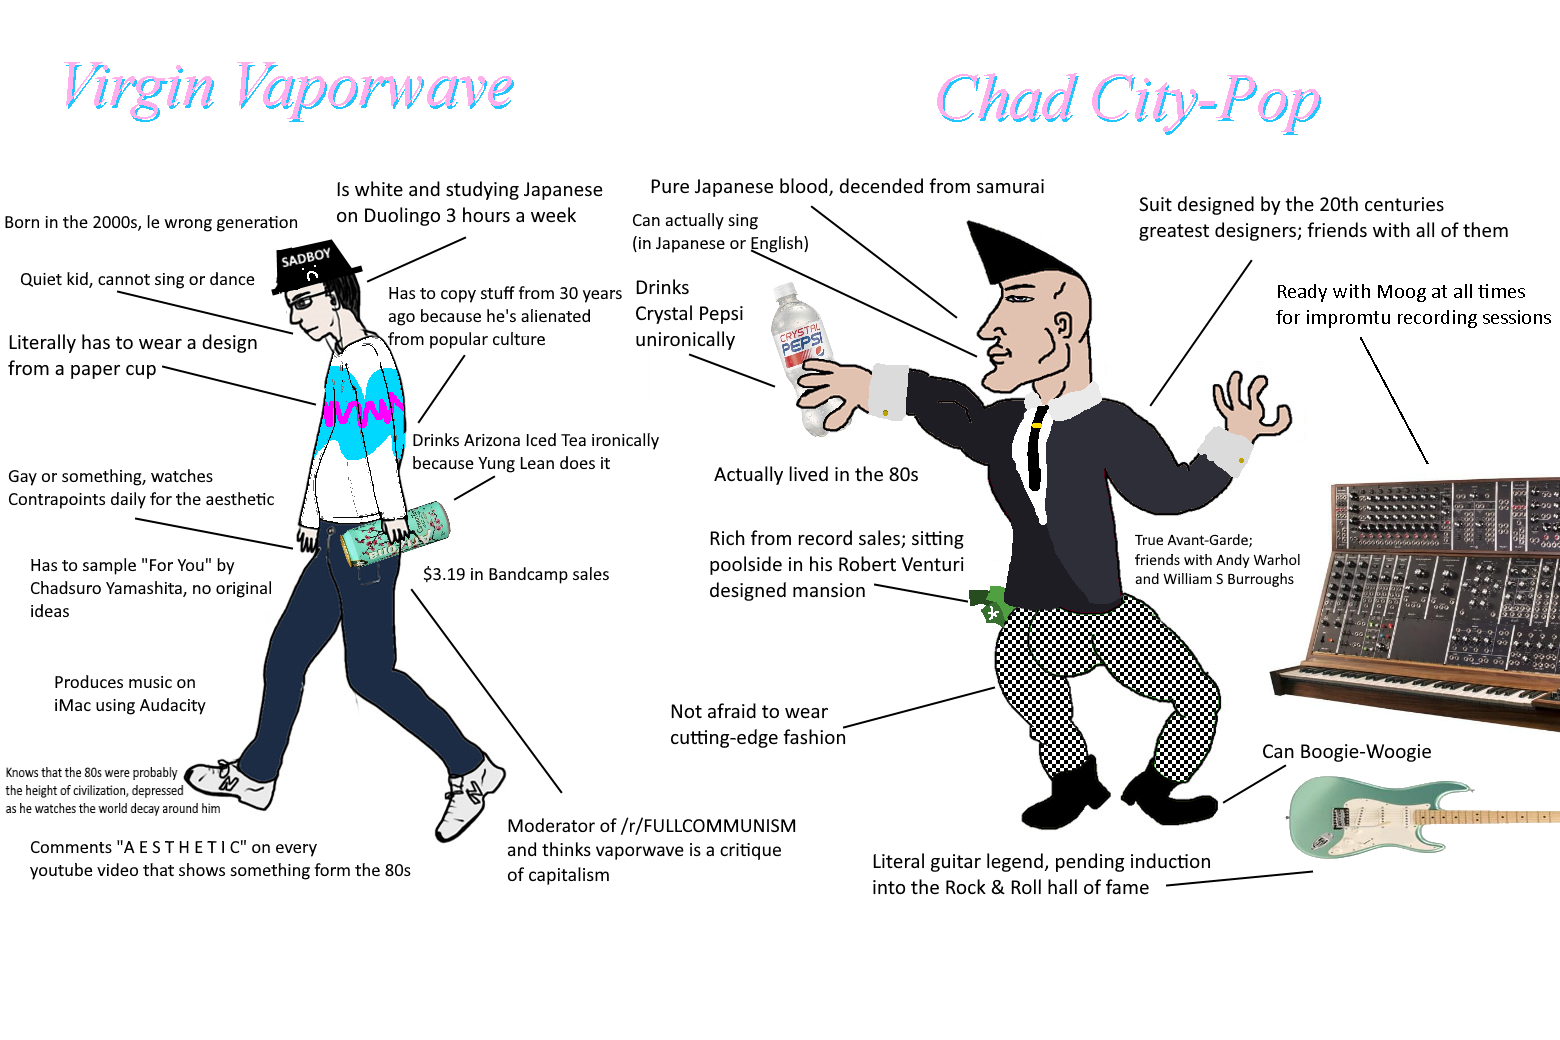 Virgin Vaporwave
Chad City-Pop
Born in the 2000s, le wrong generation
Is white and studying Japanese
on Duolingo 3 hours a week
SADBOY
Quiet kid, cannot sing or dance
Has to copy stuff from 30 years
ago because he's alienated
from popular culture
Literally has to wear a design
from a paper cup
Drinks Arizona Iced Tea ironically
because Yung Lean does it
Gay or something, watches
Contrapoints daily for the aesthetic
Has to sample "For You" by
Chadsuro Yamashita, no original
ideas
$3.19 in Bandcamp sales
Produces music on
iMac using Audacity
Knows that the 80s were probably
the height of civilization, depressed
as he watches the world decay around him
Comments "A E S T H E T I C" on every
youtube video that shows something form the 80s
Moderator of /r/FULLCOMMUNISM
and thinks vaporwave is a critique
of capitalism
Pure Japanese blood, decended from samurai
Can actually sing
(in Japanese or English)
Drinks
Crystal Pepsi
unironically
CRYSTAL
PEPSI
Suit designed by the 20th centuries
greatest designers; friends with all of them
Ready with Moog at all times
for impromtu recording sessions
Actually lived in the 80s
Rich from record sales; sitting
poolside in his Robert Venturi
designed mansion
True Avant-Garde;
friends with Andy Warhol
and William S Burroughs
Not afraid to wear
cutting-edge fashion
Can Boogie-Woogie
Literal guitar legend, pending induction
into the Rock & Roll hall of fame